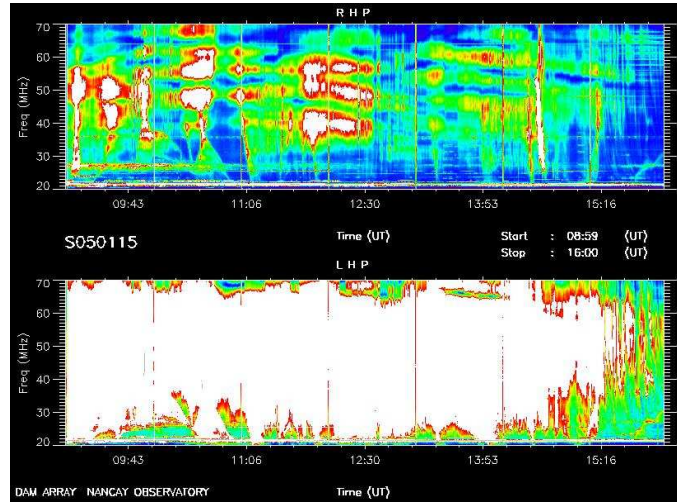 RHP
70
60
50
40
30
20
Freq (MHz)
09:43 11:06 12:30 13:53 15:16
S050115 Time (UT) Start : 08:59 (UT)
Stop : 16:00 (UT)
LHP
70
60
50
40
30
20
Freq (MHz)
09:43 11:06 12:30 13:53 15:16
DAM ARRAY NANCAY OBSERVATORY Time (UT)